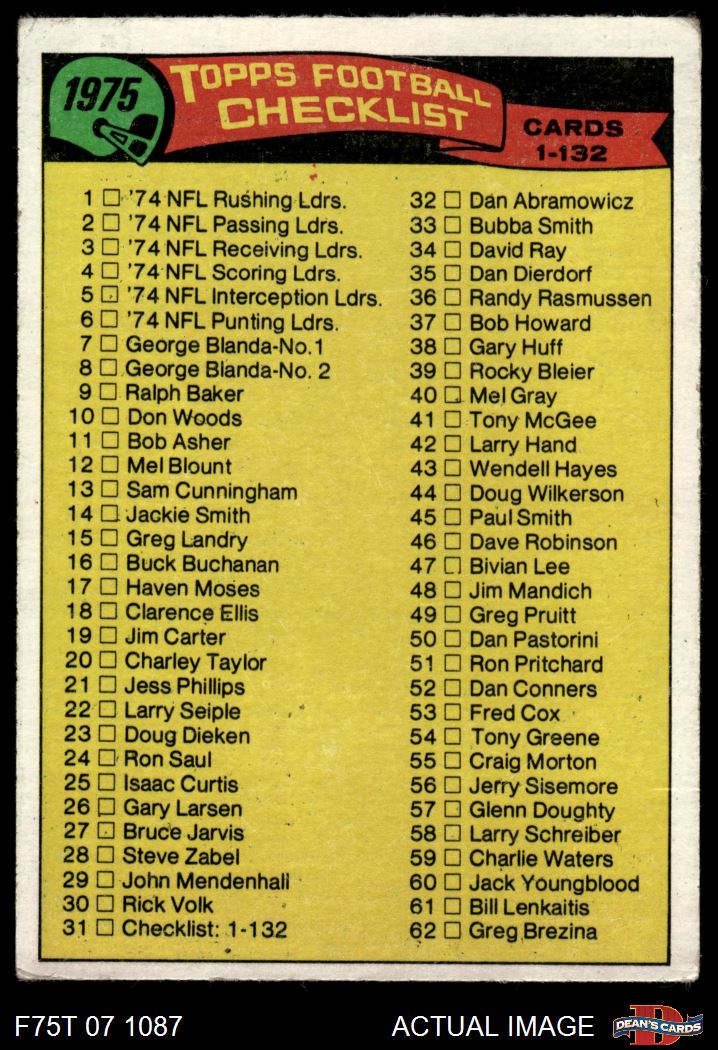 1975
TOPPS FOOTBALL
CHECKLIST
CARDS
1-132
1 '74 NFL Rushing Ldrs.
2 '74 NFL Passing Ldrs.
3 '74 NFL Receiving Ldrs.
4 '74 NFL Scoring Ldrs.
5 '74 NFL Interception Ldrs.
6 '74 NFL Punting Ldrs.
7 George Blanda-No.1
8 George Blanda-No. 2
9 Ralph Baker
10 Don Woods
11 Bob Asher
12 Mel Blount
13 Sam Cunningham
14 Jackie Smith
15 Greg Landry
16 Buck Buchanan
17 Haven Moses
18 Clarence Ellis
19 Jim Carter
20 Charley Taylor
21 Jess Phillips
22 Larry Seiple
23 Doug Dieken
24 Ron Saul
25 Isaac Curtis
26 Gary Larsen
27 Bruce Jarvis
28 Steve Zabel
29 John Mendenhall
30 Rick Volk
31 Checklist: 1-132
32 Dan Abramowicz
33 Bubba Smith
34 David Ray
35 Dan Dierdorf
36 Randy Rasmussen
37 Bob Howard
38 Gary Huff
39 Rocky Bleier
40 Mel Gray
41 Tony McGee
42 Larry Hand
43 Wendell Hayes
44 Doug Wilkerson
45 Paul Smith
46 Dave Robinson
47 Bivian Lee
48 Jim Mandich
49 Greg Pruitt
50 Dan Pastorini
51 Ron Pritchard
52 Dan Conners
53 Fred Cox
54 Tony Greene
55 Craig Morton
56 Jerry Sisemore
57 Glenn Doughty
58 Larry Schreiber
59 Charlie Waters
60 Jack Youngblood
61 Bill Lenkaitis
62 Greg Brezina
F75T 07 1087
ACTUAL IMAGE
D
DEAN'S CARDS